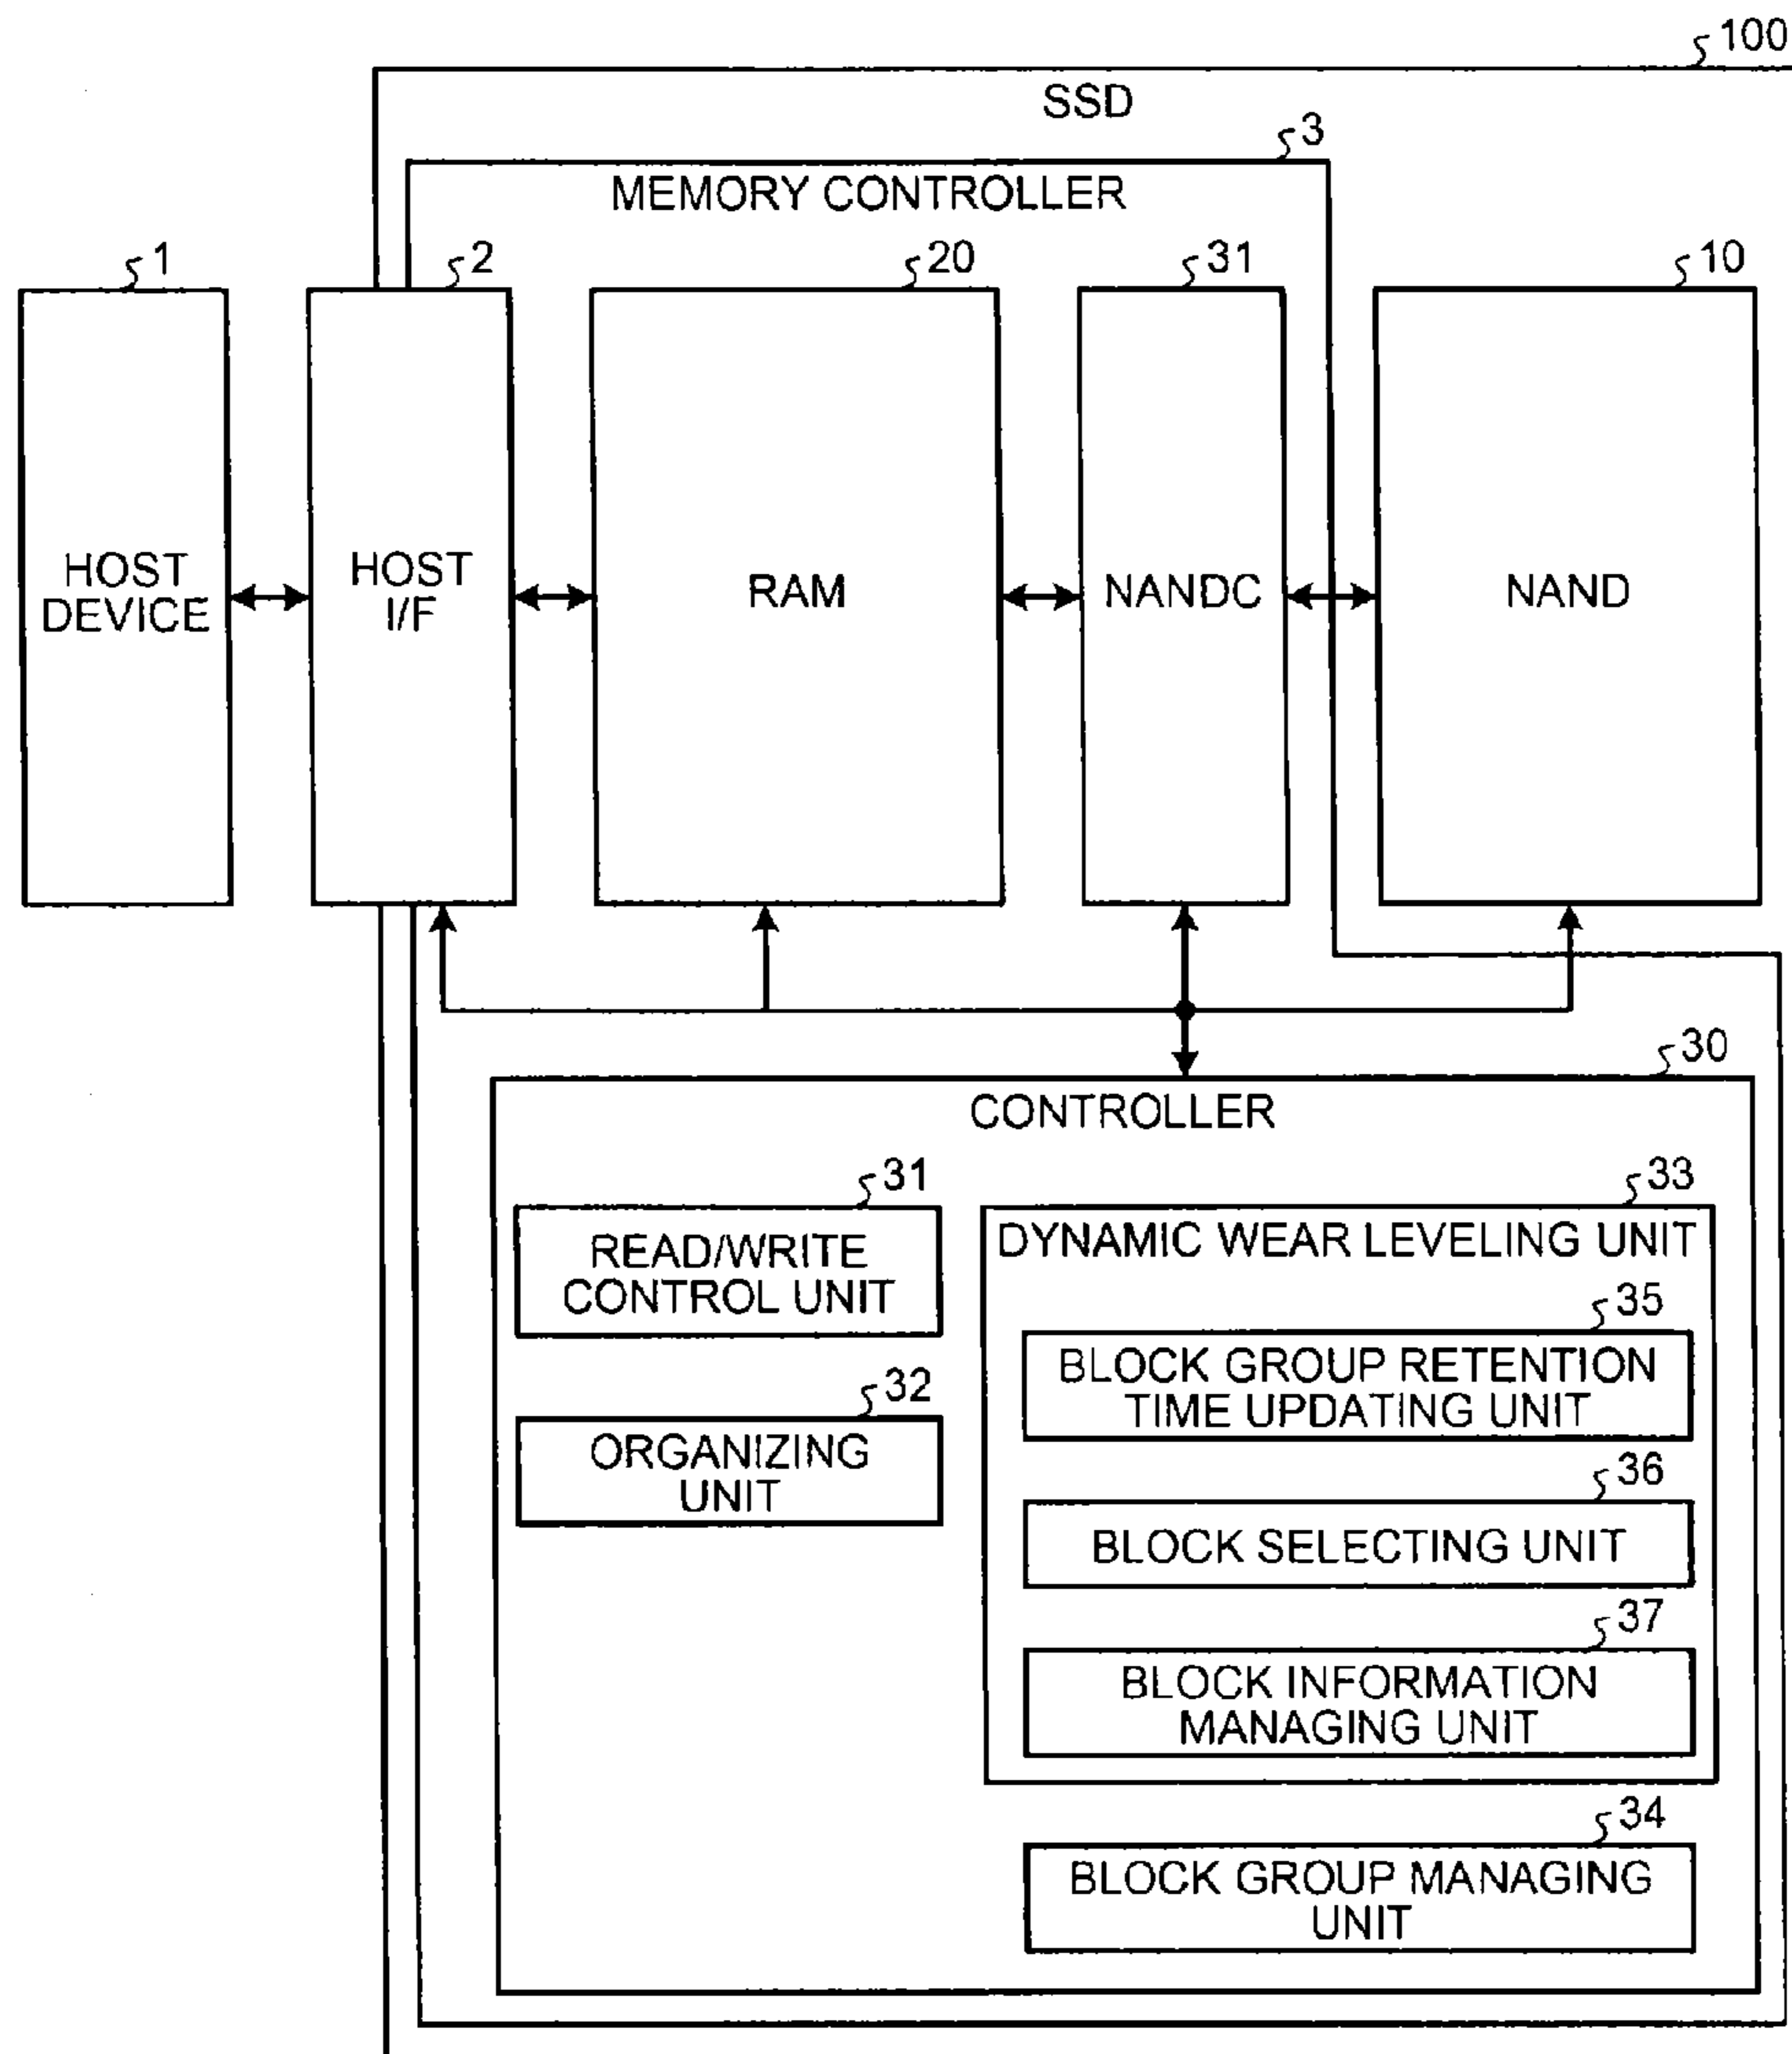 100
SSD
3
MEMORY CONTROLLER
1
2
20
31
10
HOST
DEVICE
HOST
I/F
RAM
NANDC
NAND
30
CONTROLLER
31
READ/WRITE
CONTROL UNIT
33
DYNAMIC WEAR LEVELING UNIT
35
BLOCK GROUP RETENTION
TIME UPDATING UNIT
32
ORGANIZING
UNIT
36
BLOCK SELECTING UNIT
37
BLOCK INFORMATION
MANAGING UNIT
34
BLOCK GROUP MANAGING
UNIT